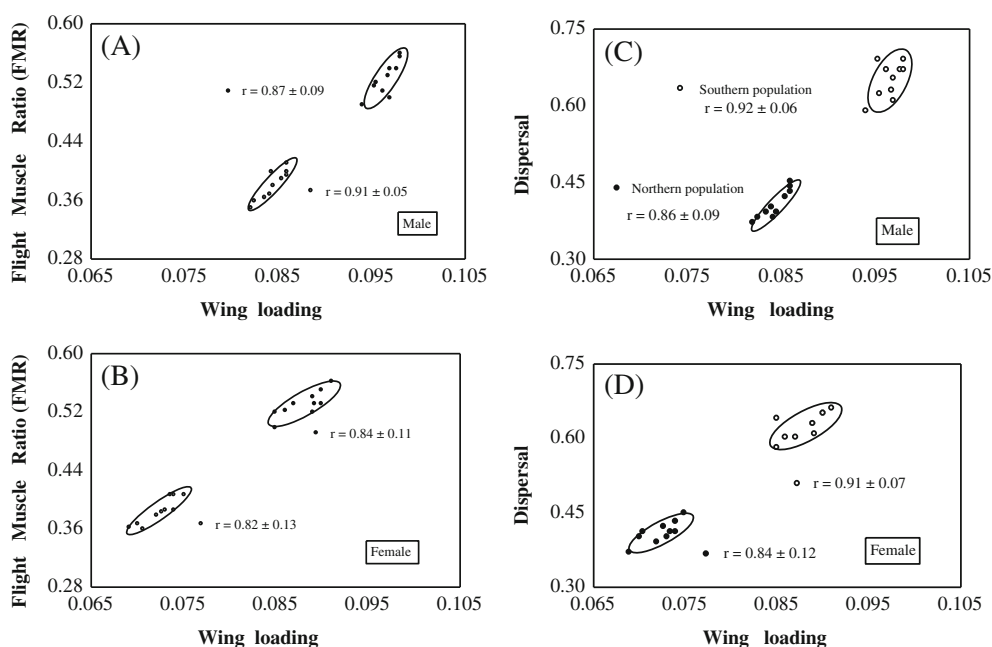 (A)
Flight Muscle Ratio (FMR)
0.60
0.52
0.44
0.36
0.28
r = 0.87 ± 0.09
r = 0.91 ± 0.05
Male
0.065 0.075 0.085 0.095 0.105
Wing loading
(C)
Dispersal
0.75
0.60
0.45
0.30
Southern population
r = 0.92 ± 0.06
Northern population
r = 0.86 ± 0.09
Male
0.065 0.075 0.085 0.095 0.105
Wing loading
(B)
Flight Muscle Ratio (FMR)
0.60
0.52
0.44
0.36
0.28
r = 0.84 ± 0.11
r = 0.82 ± 0.13
Female
0.065 0.075 0.085 0.095 0.105
Wing loading
(D)
Dispersal
0.75
0.60
0.45
0.30
r = 0.91 ± 0.07
r = 0.84 ± 0.12
Female
0.065 0.075 0.085 0.095 0.105
Wing loading